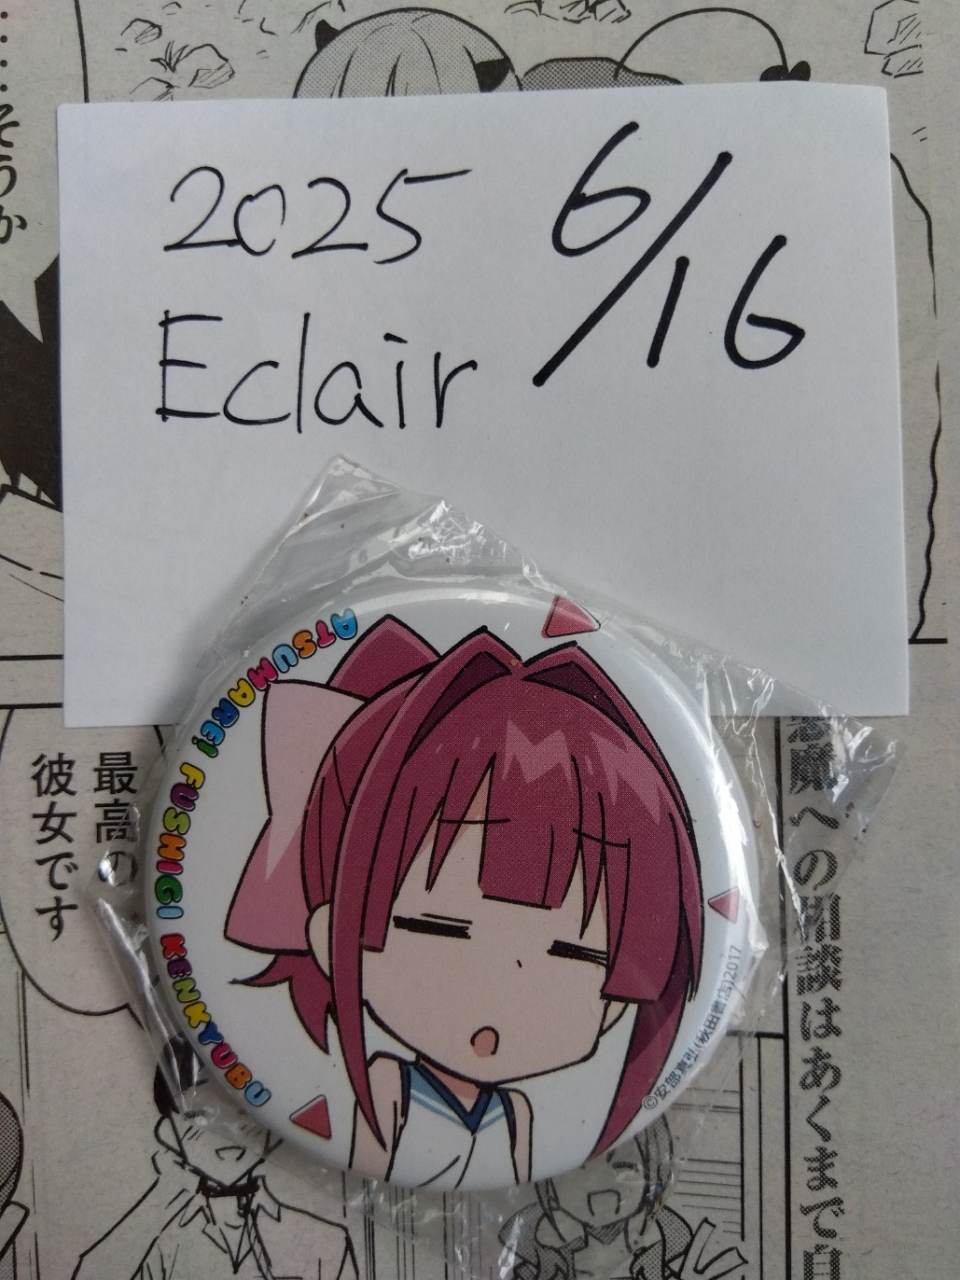 ……そうか
2025 6/16
Eclair
ATSUMARE! FUSHIGI KENKYUBU
©安部真弘(秋田書店)2017
最高の
彼女です
悪魔への相談はあくまで自